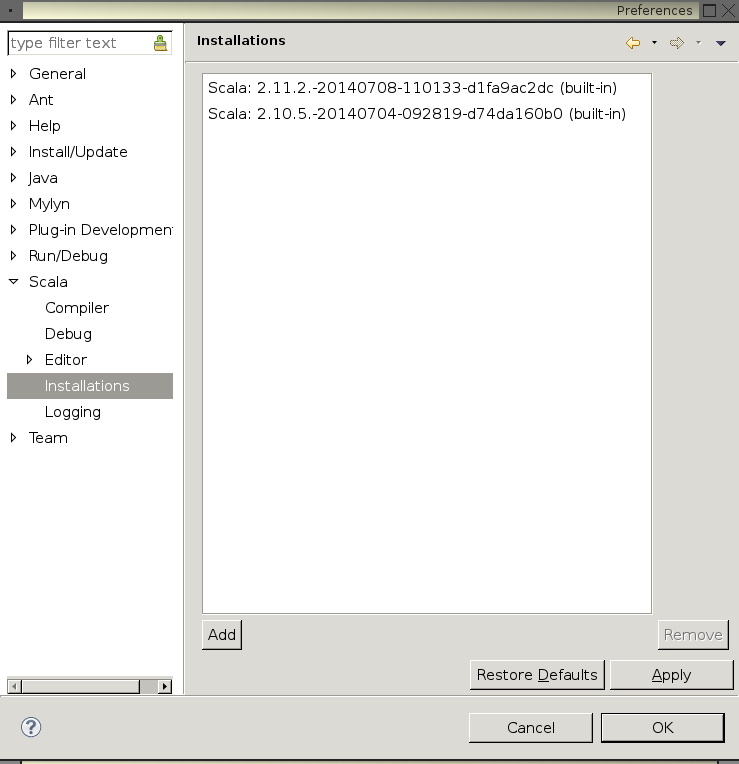 Preferences
type filter text
Installations
General
Ant
Help
Install/Update
Java
Mylyn
Plug-in Developmen
Run/Debug
Scala
Compiler
Debug
Editor
Installations
Logging
Team
Scala: 2.11.2.-20140708-110133-d1fa9ac2dc (built-in)
Scala: 2.10.5.-20140704-092819-d74da160b0 (built-in)
Add
Remove
Restore Defaults
Apply
?
Cancel
OK